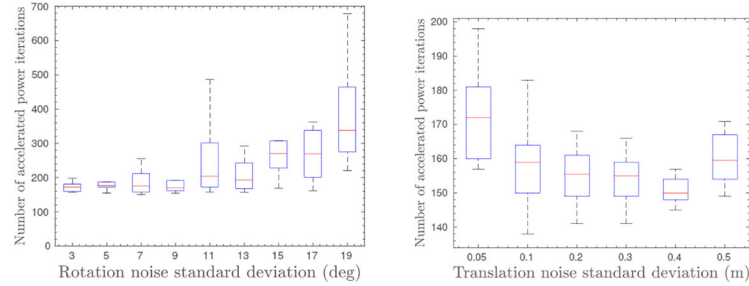 Number of accelerated power iterations
700
600
500
400
300
200
100
0
3 5 7 9 11 13 15 17 19
Rotation noise standard deviation (deg)
Number of accelerated power iterations
200
190
180
170
160
150
140
0.05 0.1 0.2 0.3 0.4 0.5
Translation noise standard deviation (m)